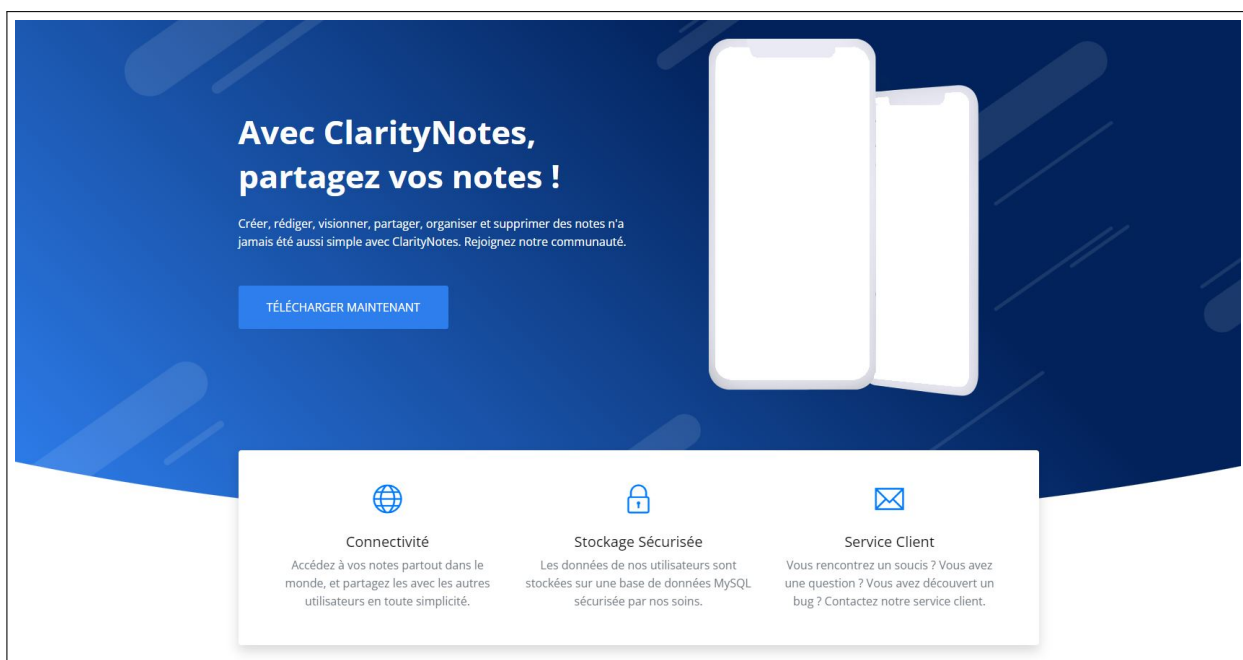 Avec ClarityNotes,
partagez vos notes !
Créer, rédiger, visionner, partager, organiser et supprimer des notes n'a
jamais été aussi simple avec ClarityNotes. Rejoignez notre communauté.
TÉLÉCHARGER MAINTENANT
Connectivité
Accédez à vos notes partout dans le
monde, et partagez les avec les autres
utilisateurs en toute simplicité.
Stockage Sécurisée
Les données de nos utilisateurs sont
stockées sur une base de données MySQL
sécurisée par nos soins.
Service Client
Vous rencontrez un soucis ? Vous avez
une question ? Vous avez découvert un
bug ? Contactez notre service client.